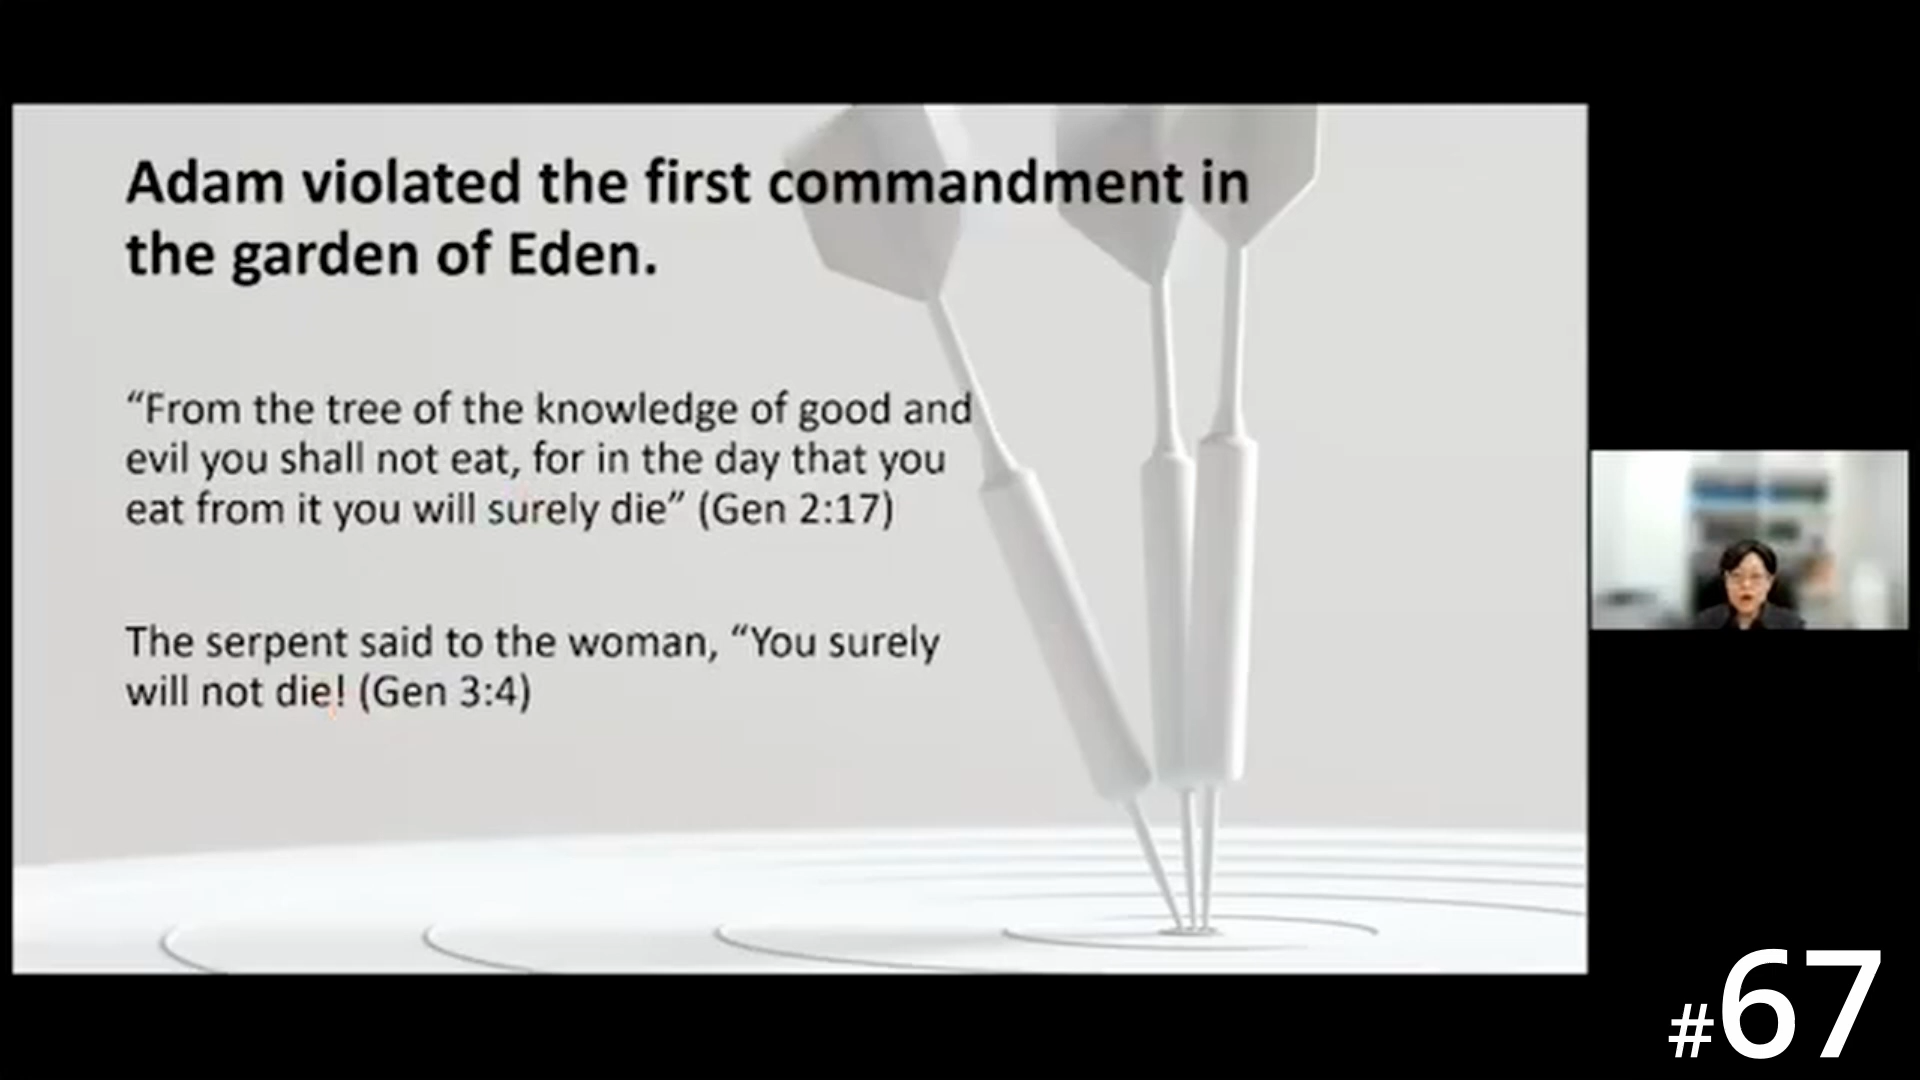 Adam violated the first commandment in
the garden of Eden.
“From the tree of the knowledge of good and
evil you shall not eat, for in the day that you
eat from it you will surely die” (Gen 2:17)
The serpent said to the woman, “You surely
will not die! (Gen 3:4)
#67